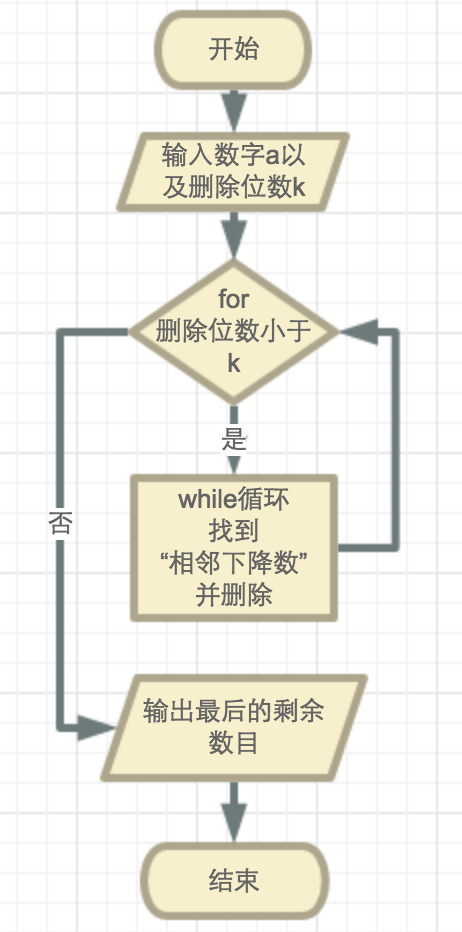 开始
输入数字a以
及删除位数k
for
删除位数小于
k
是
while循环
找到
“相邻下降数”
并删除
否
输出最后的剩余
数目
结束